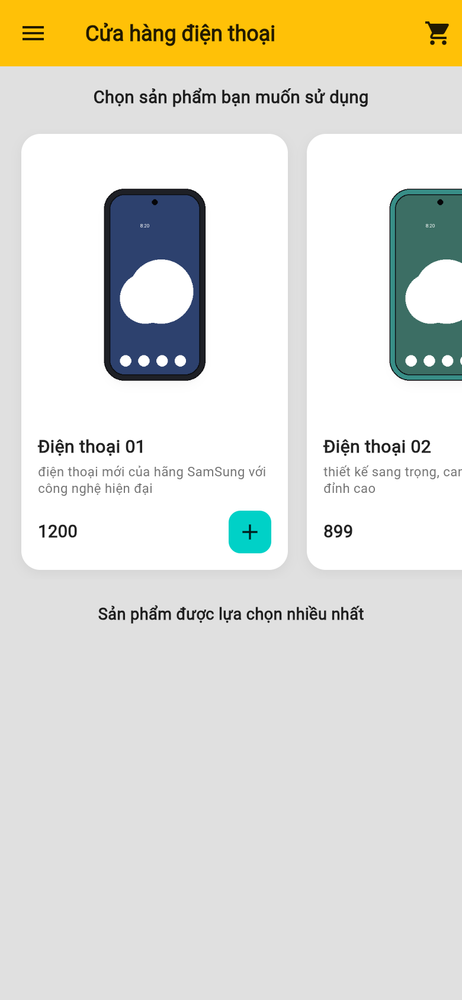 Cửa hàng điện thoại
Chọn sản phẩm bạn muốn sử dụng
8:20
8:20
Điện thoại 01
điện thoại mới của hãng SamSung với
công nghệ hiện đại
1200
Điện thoại 02
thiết kế sang trọng, cam
đỉnh cao
899
Sản phẩm được lựa chọn nhiều nhất